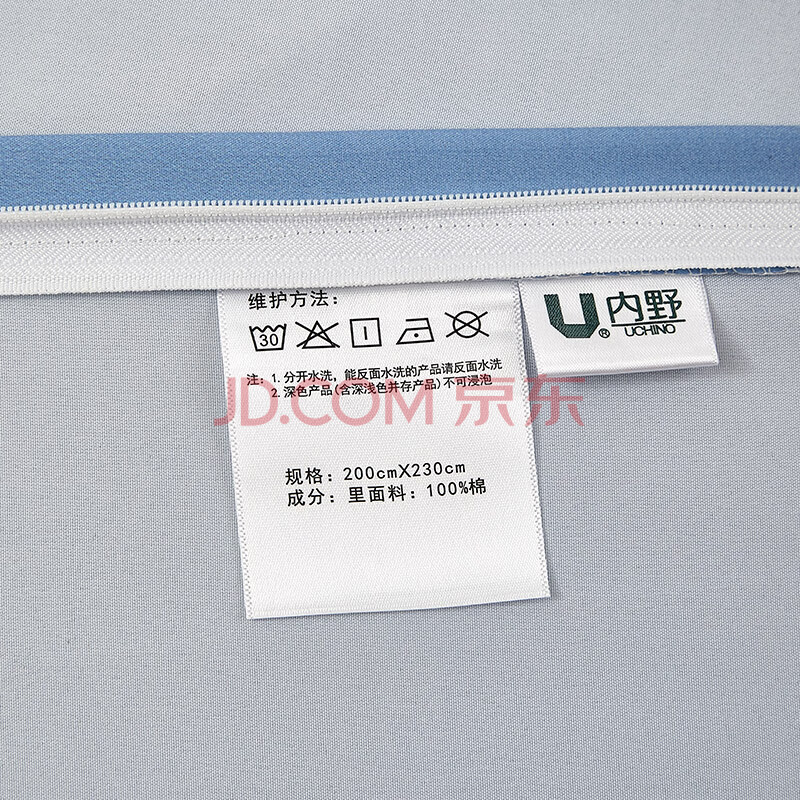 维护方法：
30
注：1.分开水洗，能反面水洗的产品请反面水洗
2.深色产品(含深浅色并存产品)不可浸泡
JD.COM 京东
规格：200cmX230cm
成分：里面料：100%棉
U® 内野
UCHINO